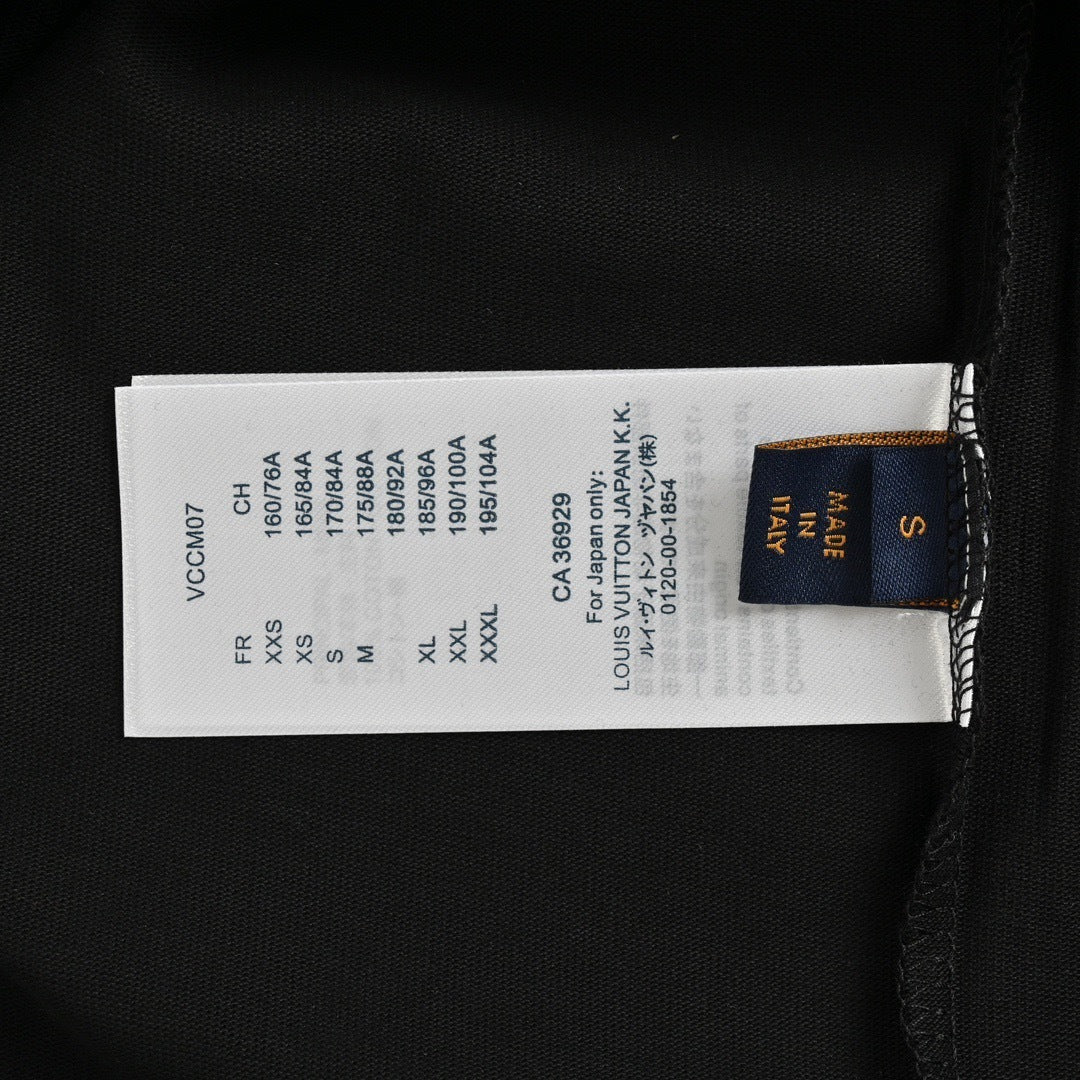 VCCM07
FR CH
XXS 160/76A
XS 165/84A
S 170/84A
M 175/88A
180/92A
XL 185/96A
XXL 190/100A
XXXL 195/104A
CA 36929
For Japan only:
LOUIS VUITTON JAPAN K.K.
ルイ・ヴィトン ヅヤパン(株)
0120-00-1854
S
MADE
IN
ITALY